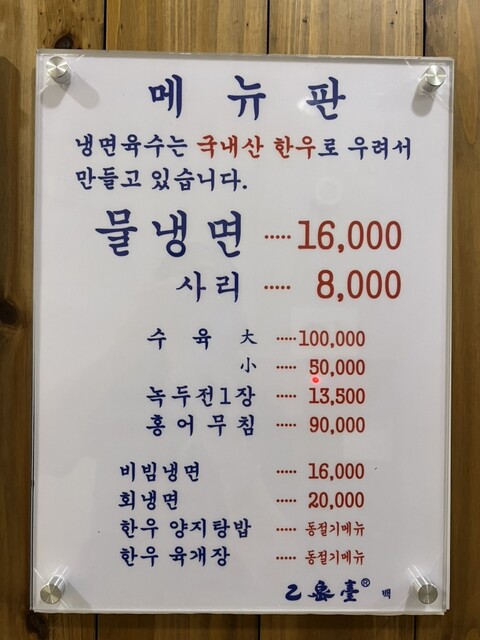 메뉴판
냉면육수는 국내산 한우로 우려서
만들고 있습니다.
물냉면 ····· 16,000
사리 ····· 8,000
수육 大 ····· 100,000
小 ····· 50,000
녹두전1장 ····· 13,500
홍어무침 ····· 90,000
비빔냉면 ····· 16,000
회냉면 ····· 20,000
한우 양지탕밥 ····· 동절기메뉴
한우 육개장 ····· 동절기메뉴
乙蜜臺® 백